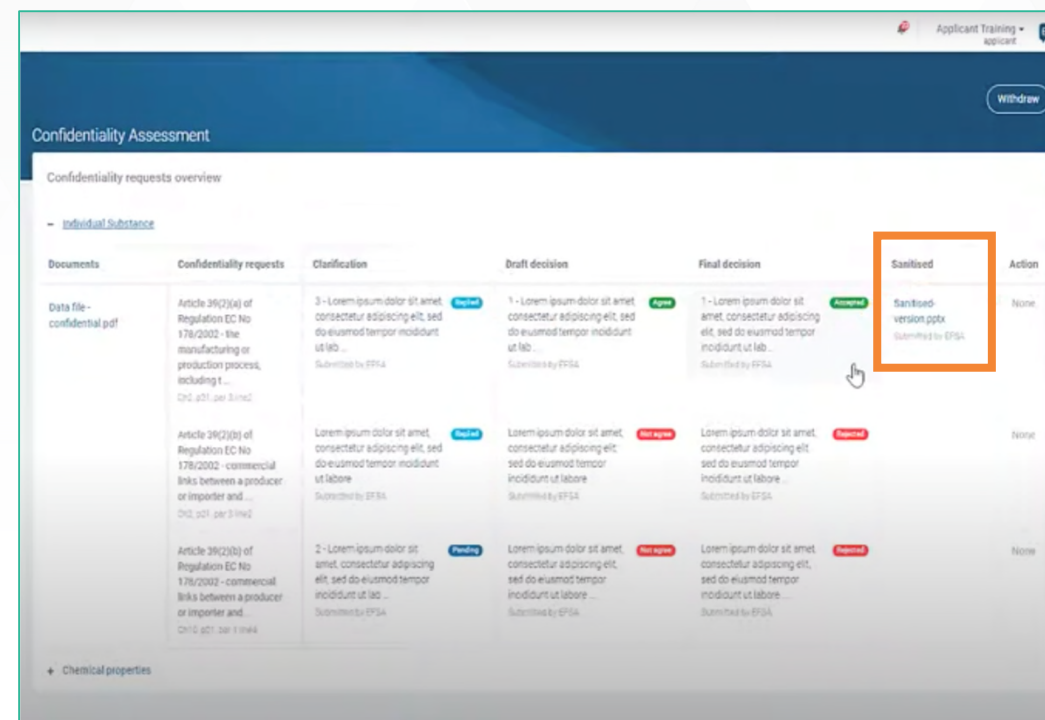 Applicant Training
applicant
Withdraw
Confidentiality Assessment
Confidentiality requests overview
– Individual Substance
Documents
Confidentiality requests
Clarification
Draft decision
Final decision
Sanitised
Action
Data file -
confidential.pdf
Article 39(2)(a) of
Regulation EC No
178/2002 - the
manufacturing or
production process,
including t ...
Ch2, p31, par 3 line2
3 - Lorem ipsum dolor sit amet,
consectetur adipiscing elit, sed
do eiusmod tempor incididunt
ut lab ...
Submitted by EFSA
Replied
1 - Lorem ipsum dolor sit amet,
consectetur adipiscing elit, sed
do eiusmod tempor incididunt
ut lab ...
Submitted by EFSA
Agree
1 - Lorem ipsum dolor sit
amet, consectetur adipiscing
elit, sed do eiusmod tempor
incididunt ut lab ...
Submitted by EFSA
Accepted
Sanitised-
version.pptx
Submitted by EFSA
None
Article 39(2)(b) of
Regulation EC No
178/2002 - commercial
links between a producer
or importer and ...
Lorem ipsum dolor sit amet,
consectetur adipiscing elit, sed
do eiusmod tempor incididunt
ut labore
Submitted by EFSA
Replied
Lorem ipsum dolor sit amet,
consectetur adipiscing elit,
sed do eiusmod tempor
incididunt ut labore
Submitted by EFSA
Not agree
Lorem ipsum dolor sit amet,
consectetur adipiscing elit,
sed do eiusmod tempor
incididunt ut labore ...
Submitted by EFSA
Rejected
None
Article 39(2)(b) of
Regulation EC No
178/2002 - commercial
links between a producer
or importer and ...
2 - Lorem ipsum dolor sit
amet, consectetur adipiscing
elit, sed do eiusmod tempor
incididunt ut lab ...
Submitted by EFSA
Pending
Lorem ipsum dolor sit amet,
consectetur adipiscing elit,
sed do eiusmod tempor
incididunt ut labore ...
Submitted by EFSA
Not agree
Lorem ipsum dolor sit amet,
consectetur adipiscing elit,
sed do eiusmod tempor
incididunt ut labore ...
Submitted by EFSA
Rejected
None
+ Chemical properties